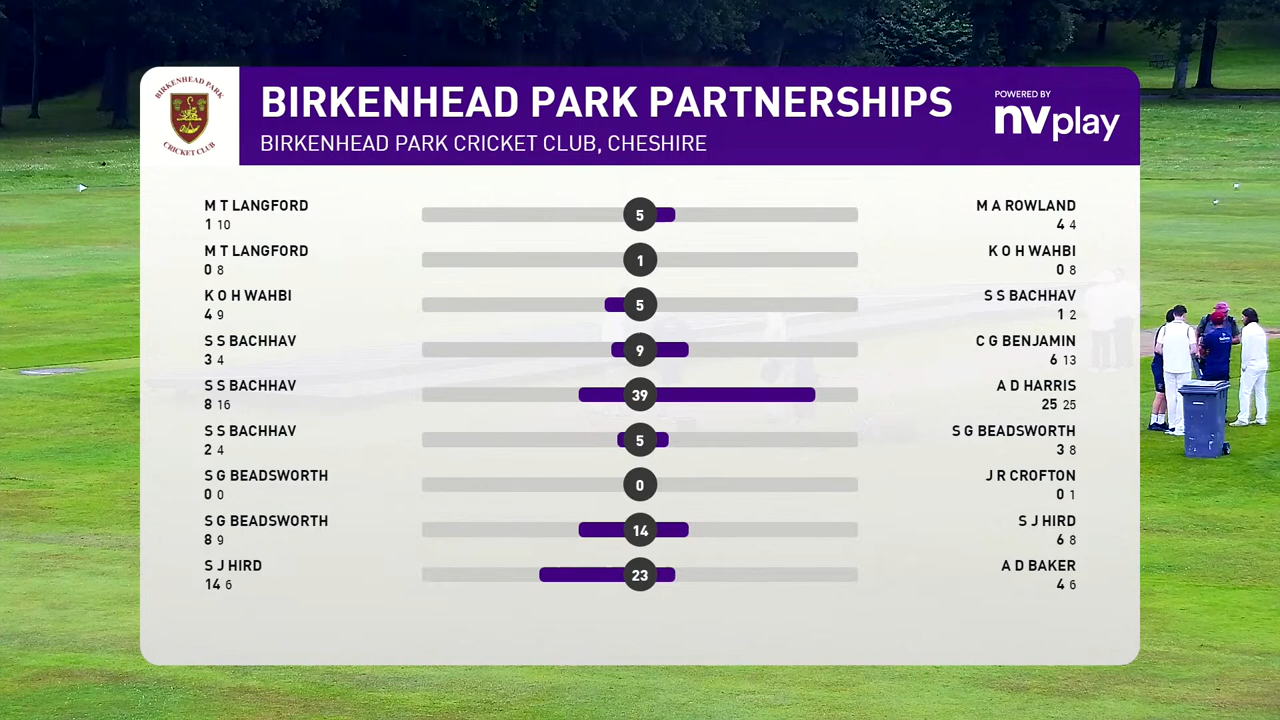 BIRKENHEAD PARK
CRICKET CLUB
BIRKENHEAD PARK PARTNERSHIPS
BIRKENHEAD PARK CRICKET CLUB, CHESHIRE
POWERED BY
nvplay
M T LANGFORD
1 10
5
M A ROWLAND
4 4
M T LANGFORD
0 8
1
K O H WAHBI
0 8
K O H WAHBI
4 9
5
S S BACHHAV
1 2
S S BACHHAV
3 4
9
C G BENJAMIN
6 13
S S BACHHAV
8 16
39
A D HARRIS
25 25
S S BACHHAV
2 4
5
S G BEADSWORTH
3 8
S G BEADSWORTH
0 0
0
J R CROFTON
0 1
S G BEADSWORTH
8 9
14
S J HIRD
6 8
S J HIRD
14 6
23
A D BAKER
4 6